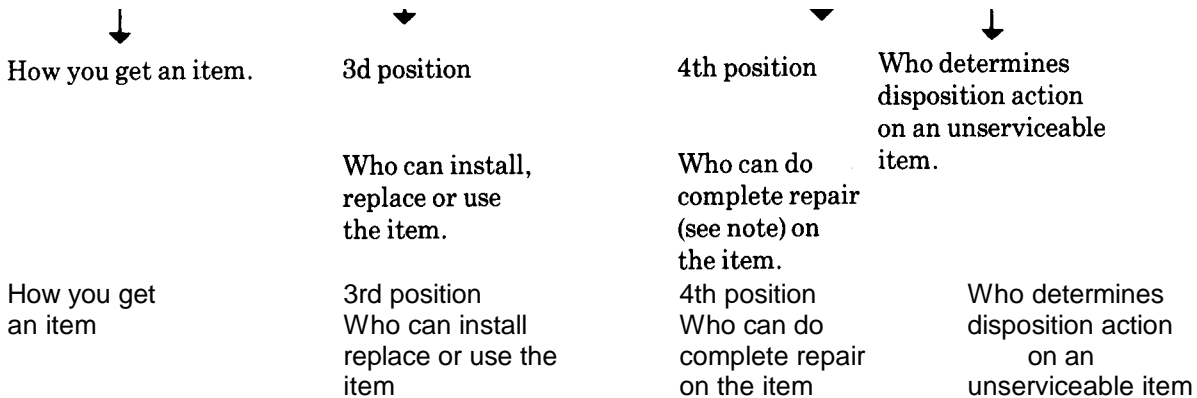 How you get an item.
3d position
Who can install,
replace or use
the item.
4th position
Who can do
complete repair
(see note) on
the item.
Who determines
disposition action
on an unserviceable
item.
How you get
an item
3rd position
Who can install
replace or use the
item
4th position
Who can do
complete repair
on the item
Who determines
disposition action
on an
unserviceable item